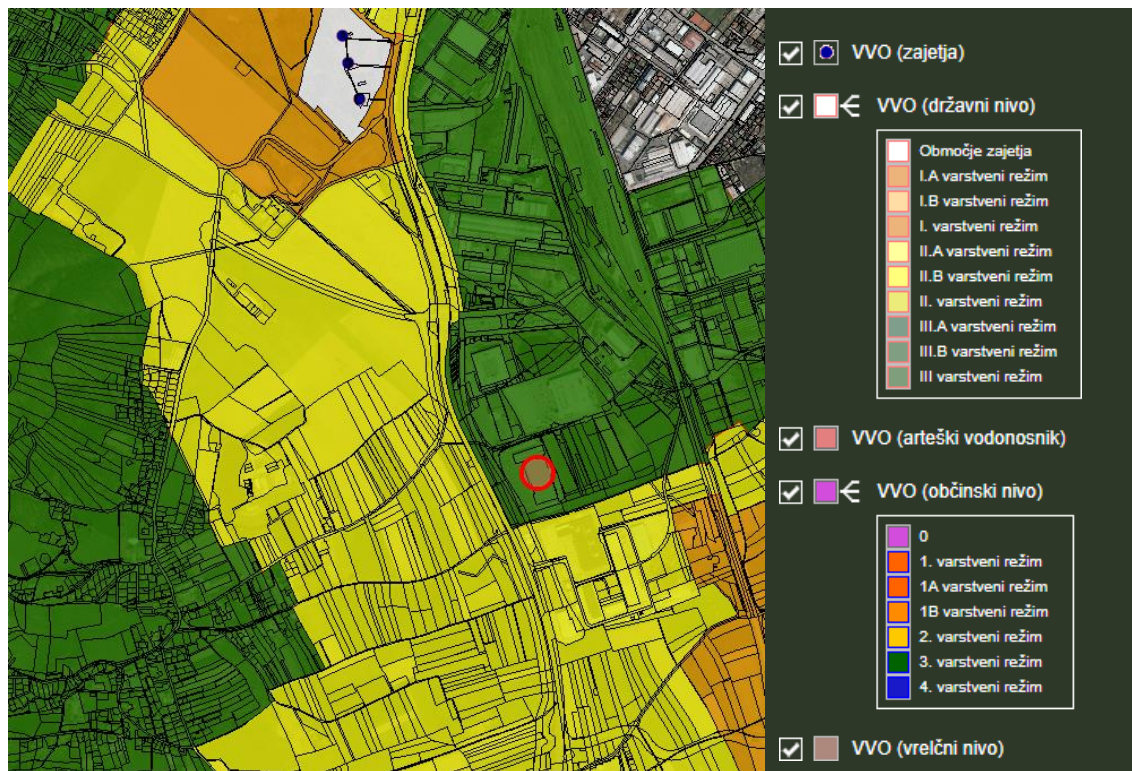 VVO (zajetja)
VVO (državni nivo)
Območje zajetja
I.A varstveni režim
I.B varstveni režim
I. varstveni režim
II.A varstveni režim
II.B varstveni režim
II. varstveni režim
III.A varstveni režim
III.B varstveni režim
III varstveni režim
VVO (arteški vodonosnik)
VVO (občinski nivo)
0
1. varstveni režim
1A varstveni režim
1B varstveni režim
2. varstveni režim
3. varstveni režim
4. varstveni režim
VVO (vrelčni nivo)